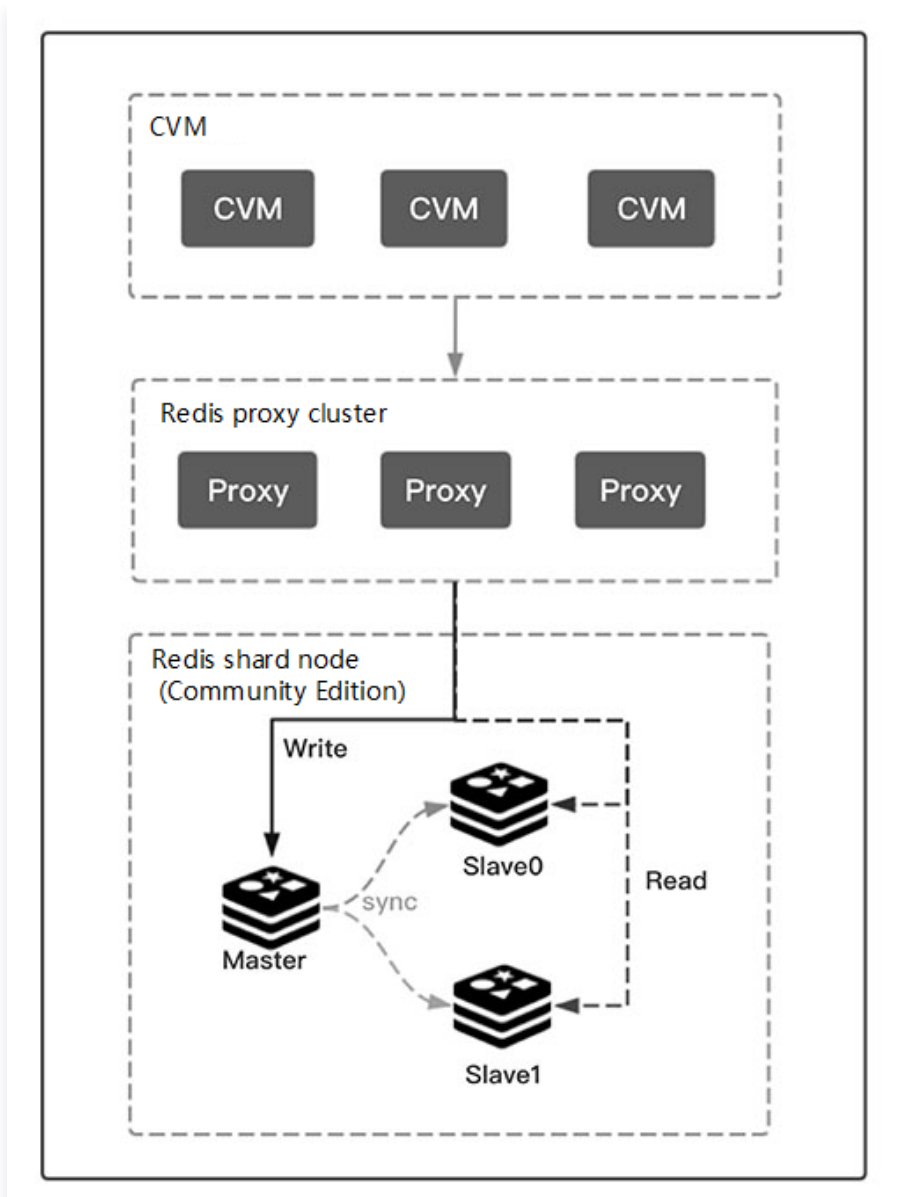 CVM
CVM CVM CVM
Redis proxy cluster
Proxy Proxy Proxy
Redis shard node
(Community Edition)
Write
Slave0
Read
sync
Master
Slave1